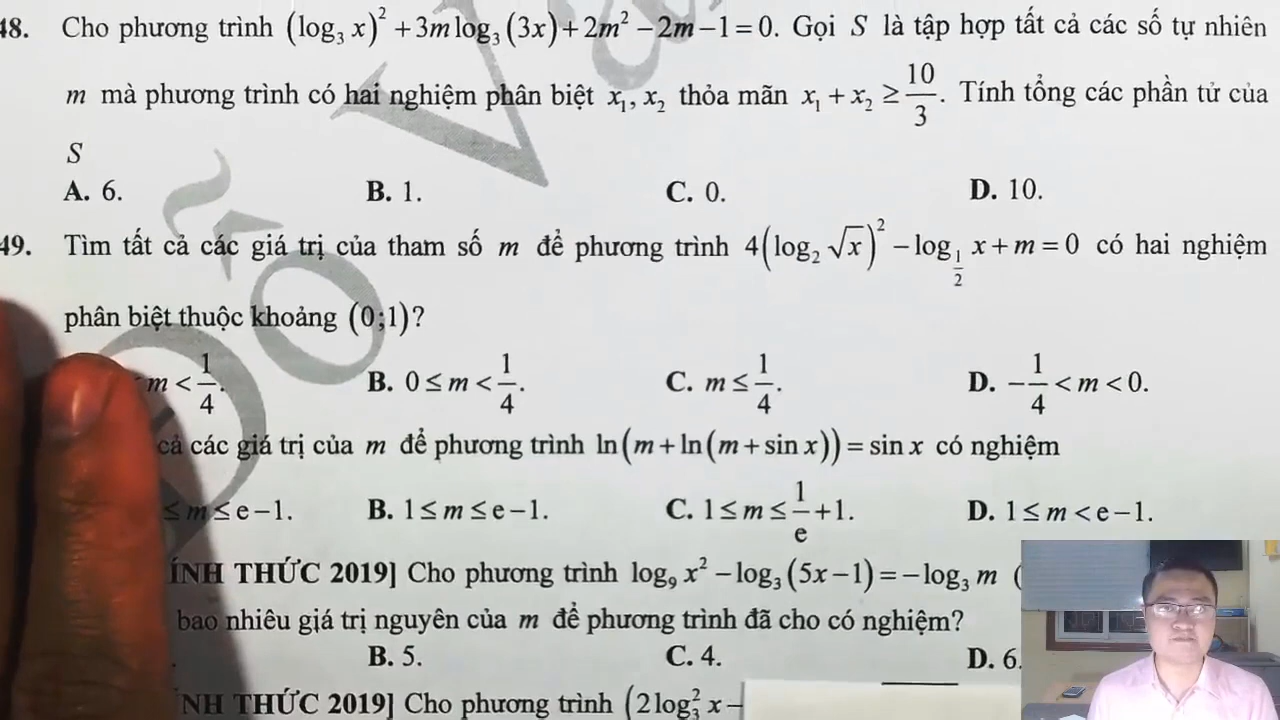 48. Cho phương trình (log₃ x)² + 3m log₃ (3x) + 2m² − 2m − 1 = 0. Gọi S là tập hợp tất cả các số tự nhiên
m mà phương trình có hai nghiệm phân biệt x₁, x₂ thỏa mãn x₁ + x₂ ≥ 10/3. Tính tổng các phần tử của
S
A. 6. B. 1. C. 0. D. 10.
49. Tìm tất cả các giá trị của tham số m để phương trình 4(log₂ √x)² − log_{1/2} x + m = 0 có hai nghiệm
phân biệt thuộc khoảng (0;1)?
m < 1/4. B. 0 ≤ m < 1/4. C. m ≤ 1/4. D. −1/4 < m < 0.
cả các giá trị của m để phương trình ln(m + ln(m + sin x)) = sin x có nghiệm
≤ m ≤ e − 1. B. 1 ≤ m ≤ e − 1. C. 1 ≤ m ≤ 1/e + 1. D. 1 ≤ m < e − 1.
ÍNH THỨC 2019] Cho phương trình log₉ x² − log₃ (5x − 1) = −log₃ m (
bao nhiêu giá trị nguyên của m để phương trình đã cho có nghiệm?
B. 5. C. 4. D. 6.
NH THỨC 2019] Cho phương trình (2log₃² x −